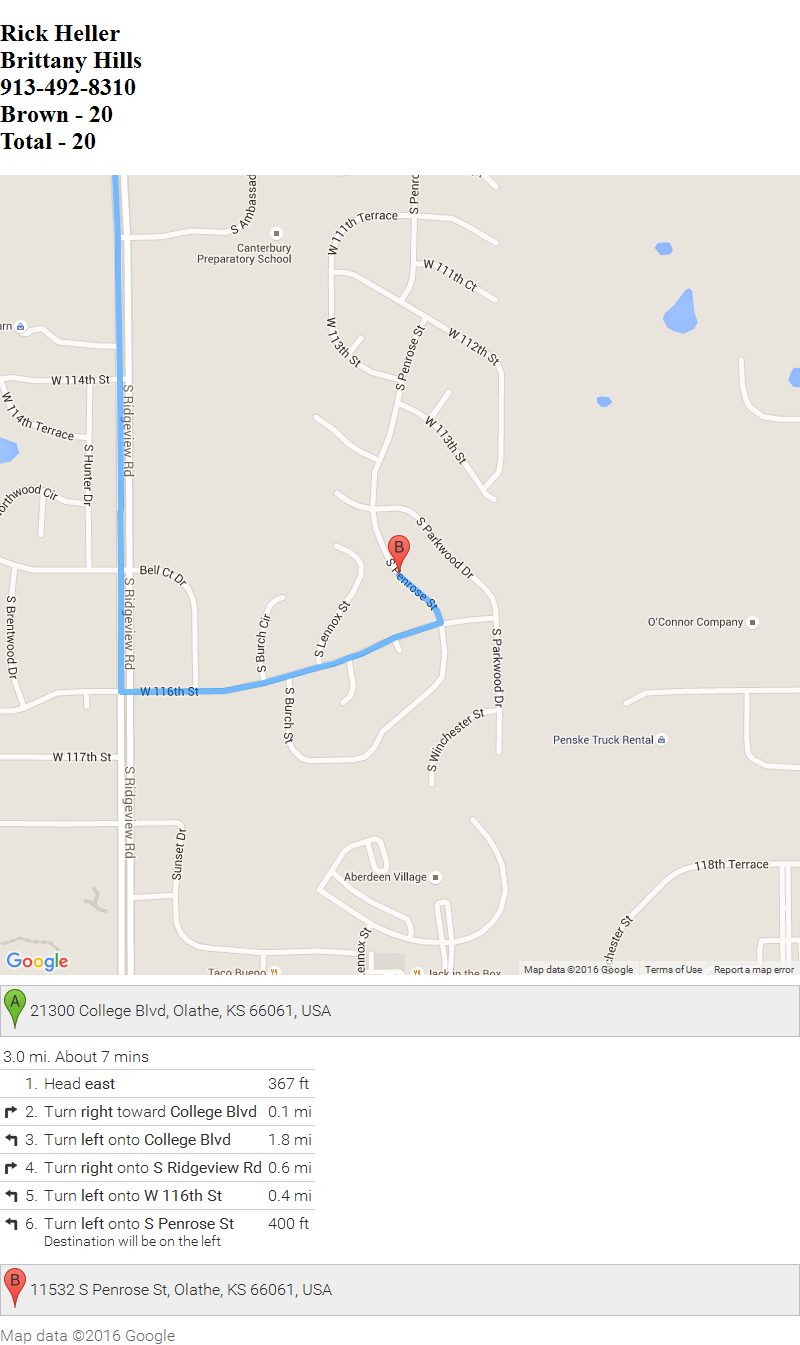 Rick Heller
Brittany Hills
913-492-8310
Brown - 20
Total - 20
S Ambassad
S Penro
W 111th Terrace
Canterbury
Preparatory School
W 111th Ct
arn
W 113th St
S Penrose St
W 112th St
W 114th St
S Ridgeview Rd
W 114th Terrace
W 113th St
S Hunter Dr
orthwood Cir
S Parkwood Dr
B
S Penrose St
Bell Ct Dr
S Ridgeview Rd
S Brentwood Dr
S Burch Cir
S Lennox St
O'Connor Company
S Parkwood Dr
W 116th St
S Burch St
S Winchester St
Penske Truck Rental
W 117th St
S Ridgeview Rd
Sunset Dr
118th Terrace
Aberdeen Village
chester St
ennox St
Google
Taco Bueno
Jack in the Box
Map data ©2016 Google
Terms of Use
Report a map error
A 21300 College Blvd, Olathe, KS 66061, USA
3.0 mi. About 7 mins
1. Head east 367 ft
2. Turn right toward College Blvd 0.1 mi
3. Turn left onto College Blvd 1.8 mi
4. Turn right onto S Ridgeview Rd 0.6 mi
5. Turn left onto W 116th St 0.4 mi
6. Turn left onto S Penrose St 400 ft
Destination will be on the left
B 11532 S Penrose St, Olathe, KS 66061, USA
Map data ©2016 Google